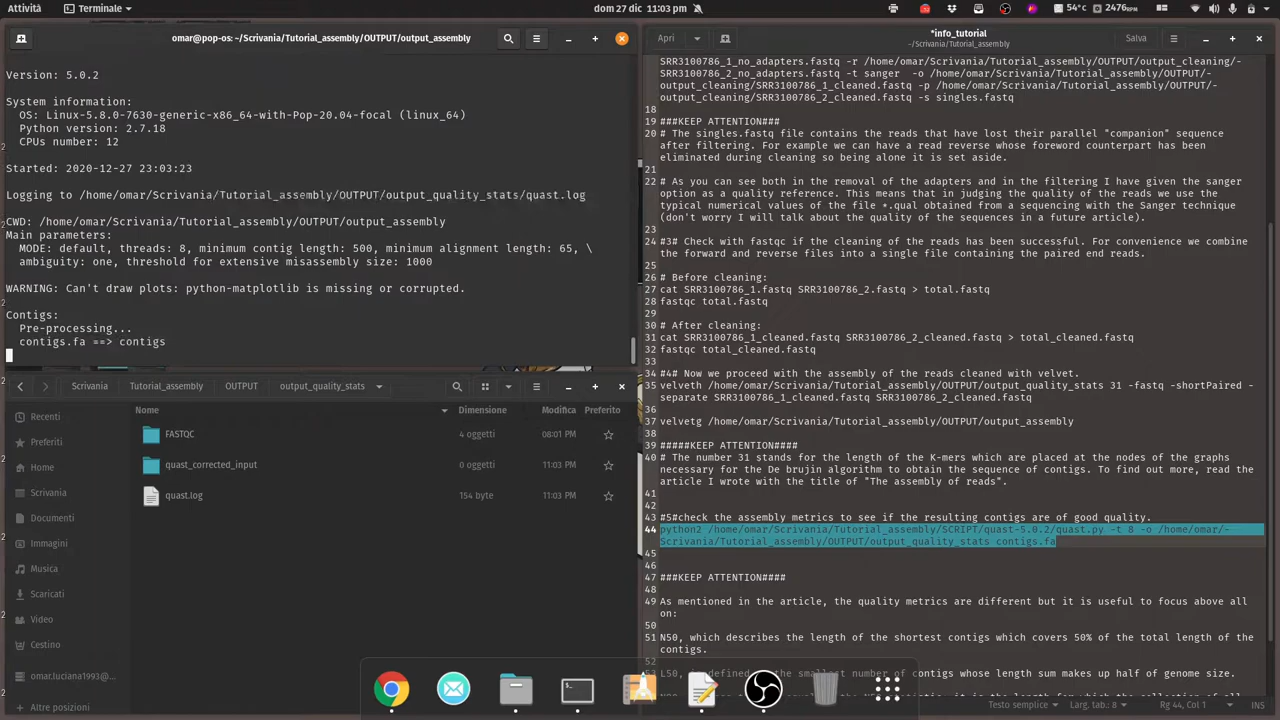 Attività
Terminale
dom 27 dic 11:03 PM
54°C
2476RPM
omar@pop-os: ~/Scrivania/Tutorial_assembly/OUTPUT/output_assembly
Version: 5.0.2
System information:
OS: Linux-5.8.0-7630-generic-x86_64-with-Pop-20.04-focal (linux_64)
Python version: 2.7.18
CPUs number: 12
Started: 2020-12-27 23:03:23
Logging to /home/omar/Scrivania/Tutorial_assembly/OUTPUT/output_quality_stats/quast.log
CWD: /home/omar/Scrivania/Tutorial_assembly/OUTPUT/output_assembly
Main parameters:
MODE: default, threads: 8, minimum contig length: 500, minimum alignment length: 65, \
ambiguity: one, threshold for extensive misassembly size: 1000
WARNING: Can't draw plots: python-matplotlib is missing or corrupted.
Contigs:
Pre-processing...
contigs.fa ==> contigs
Scrivania
Tutorial_assembly
OUTPUT
output_quality_stats
Recenti
Preferiti
Home
Scrivania
Documenti
Immagini
Musica
Scaricati
Video
Cestino
omar.luciana1993@...
Altre posizioni
Nome
Dimensione
Modifica
Preferito
FASTQC
4 oggetti
08:01 PM
quast_corrected_input
0 oggetti
11:03 PM
quast.log
154 byte
11:03 PM
Apri
*info_tutorial
~/Scrivania/Tutorial_assembly
Salva
SRR3100786_1_no_adapters.fastq -r /home/omar/Scrivania/Tutorial_assembly/OUTPUT/output_cleaning/-
SRR3100786_2_no_adapters.fastq -t sanger  -o /home/omar/Scrivania/Tutorial_assembly/OUTPUT/-
output_cleaning/SRR3100786_1_cleaned.fastq -p /home/omar/Scrivania/Tutorial_assembly/OUTPUT/-
output_cleaning/SRR3100786_2_cleaned.fastq -s singles.fastq
18
19 ###KEEP ATTENTION###
20 # The singles.fastq file contains the reads that have lost their parallel "companion" sequence
after filtering. For example we can have a read reverse whose foreword counterpart has been
eliminated during cleaning so being alone it is set aside.
21
22 # As you can see both in the removal of the adapters and in the filtering I have given the sanger
option as a quality reference. This means that in judging the quality of the reads we use the
typical numerical values of the file *.qual obtained from a sequencing with the Sanger technique
(don't worry I will talk about the quality of the sequences in a future article).
23
24 #3# Check with fastqc if the cleaning of the reads has been successful. For convenience we combine
the forward and reverse files into a single file containing the paired end reads.
25
26 # Before cleaning:
27 cat SRR3100786_1.fastq SRR3100786_2.fastq > total.fastq
28 fastqc total.fastq
29
30 # After cleaning:
31 cat SRR3100786_1_cleaned.fastq SRR3100786_2_cleaned.fastq > total_cleaned.fastq
32 fastqc total_cleaned.fastq
33
34 #4# Now we proceed with the assembly of the reads cleaned with velvet.
35 velveth /home/omar/Scrivania/Tutorial_assembly/OUTPUT/output_quality_stats 31 -fastq -shortPaired -
separate SRR3100786_1_cleaned.fastq SRR3100786_2_cleaned.fastq
36
37 velvetg /home/omar/Scrivania/Tutorial_assembly/OUTPUT/output_assembly
38
39 #####KEEP ATTENTION####
40 # The number 31 stands for the length of the K-mers which are placed at the nodes of the graphs
necessary for the De brujin algorithm to obtain the sequence of contigs. To find out more, read the
article I wrote with the title of "The assembly of reads".
41
42
43 #5#check the assembly metrics to see if the resulting contigs are of good quality.
44 python2 /home/omar/Scrivania/Tutorial_assembly/SCRIPT/quast-5.0.2/quast.py -t 8 -o /home/omar/-
Scrivania/Tutorial_assembly/OUTPUT/output_quality_stats contigs.fa
45
46
47 ###KEEP ATTENTION####
48
49 As mentioned in the article, the quality metrics are different but it is useful to focus above all
on:
50
51 N50, which describes the length of the shortest contigs which covers 50% of the total length of the
contigs.
52
number of contigs whose length sum makes up half of genome size.
Testo semplice
Larg. tab.: 8
Rg 44, Col 1
INS